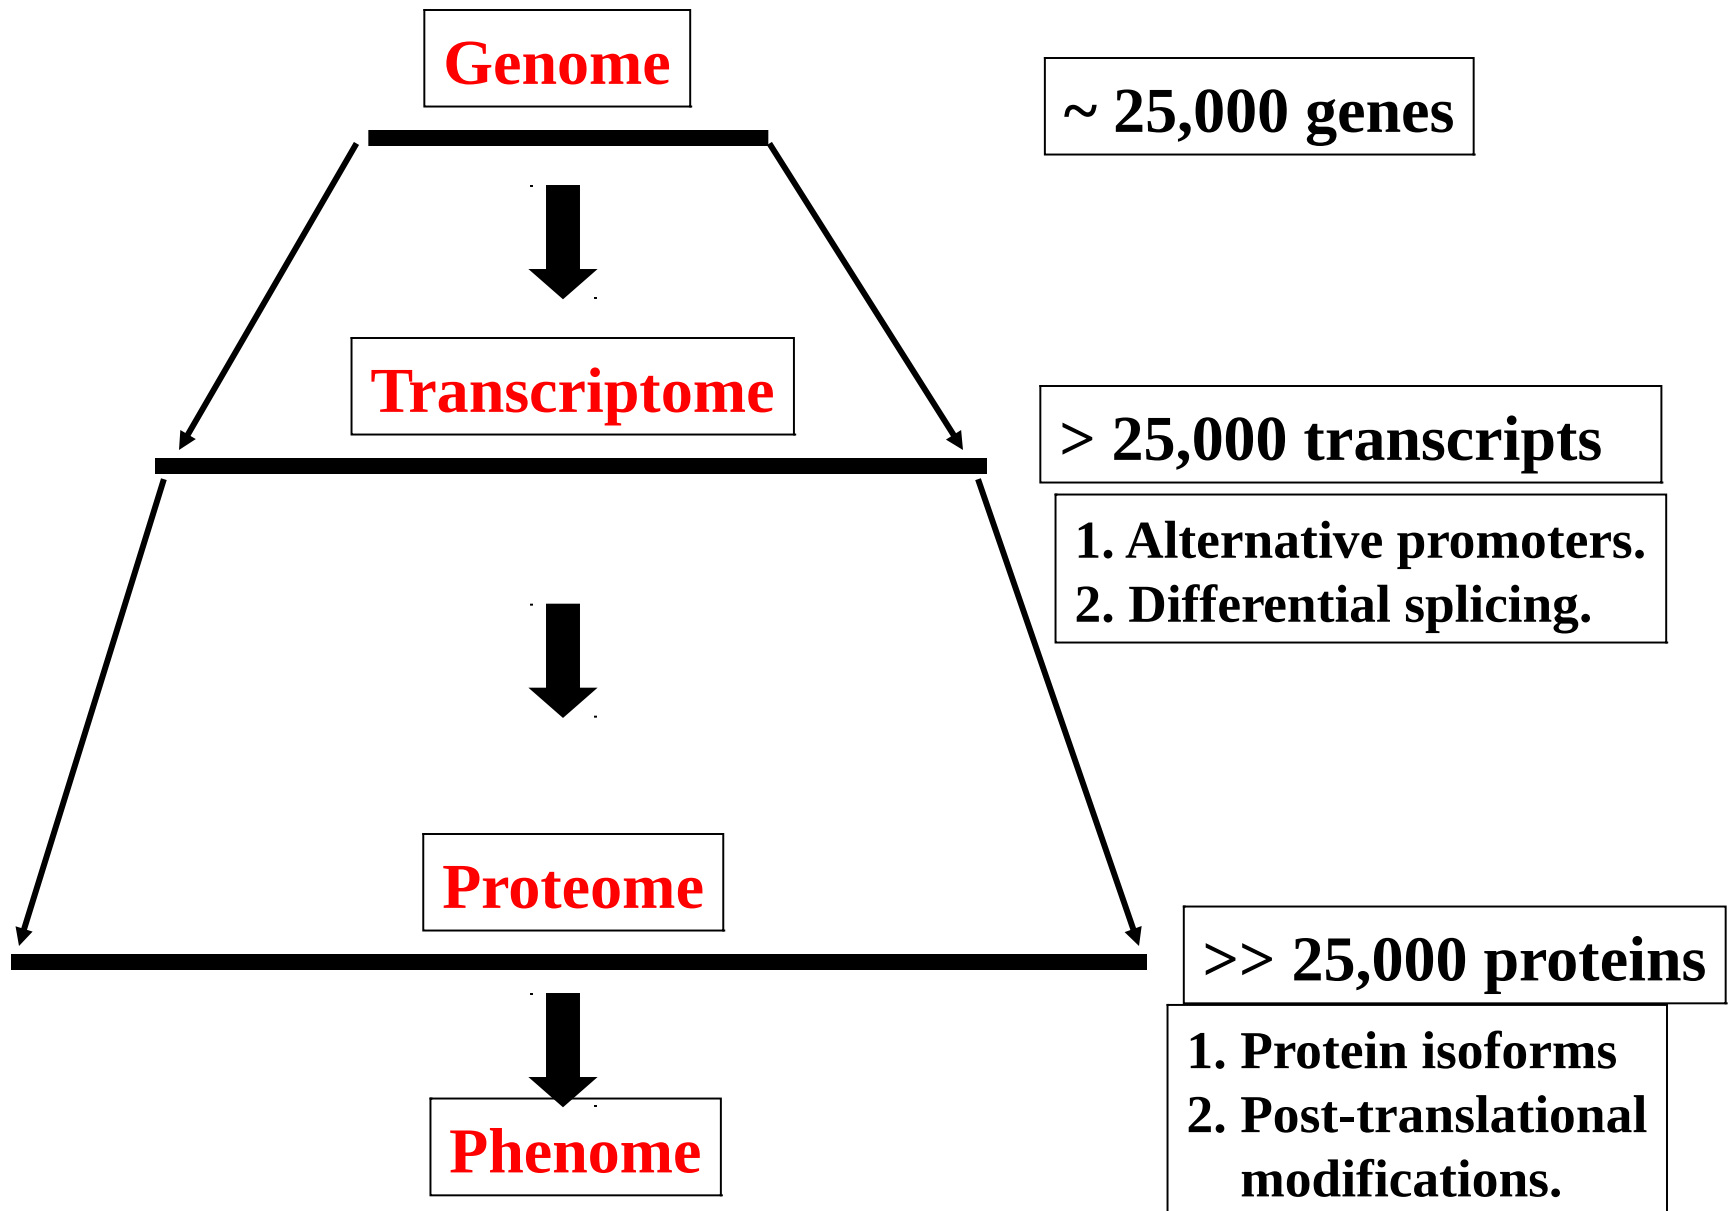 Genome
~ 25,000 genes
Transcriptome
> 25,000 transcripts
1. Alternative promoters.
2. Differential splicing.
Proteome
>> 25,000 proteins
1. Protein isoforms
2. Post-translational
modifications.
Phenome